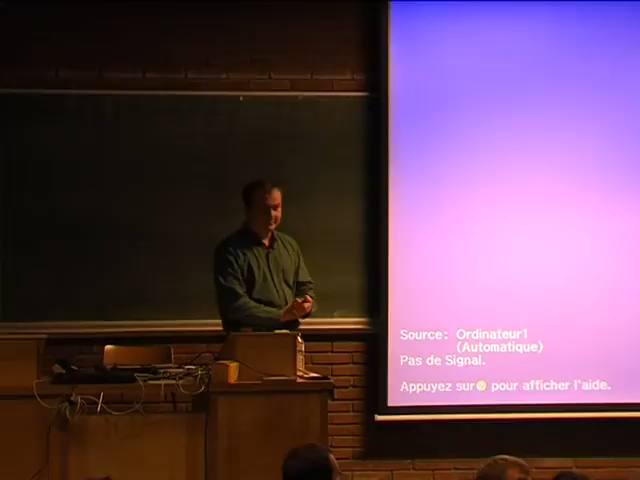 Source: Ordinateur1
(Automatique)
Pas de Signal.
Appuyez sur pour afficher l'aide.